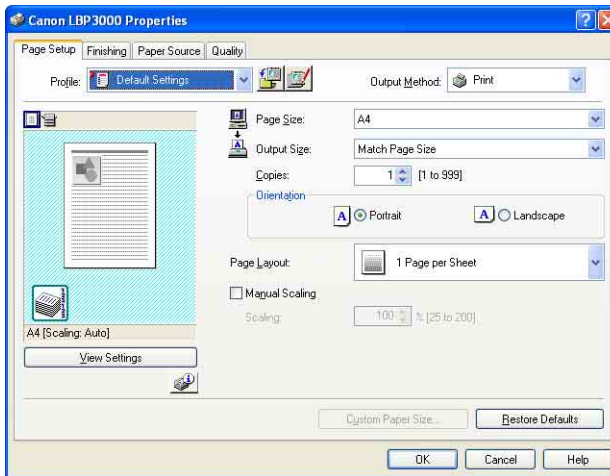 Canon LBP3000 Properties
Page Setup Finishing Paper Source Quality
Profile: Default Settings Output Method: Print
Page Size: A4
Output Size: Match Page Size
Copies: 1 [1 to 999]
Orientation
A Portrait A Landscape
Page Layout: 1 Page per Sheet
Manual Scaling
Scaling: 100 % [25 to 200]
A4 [Scaling: Auto]
View Settings
Custom Paper Size... Restore Defaults
OK Cancel Help